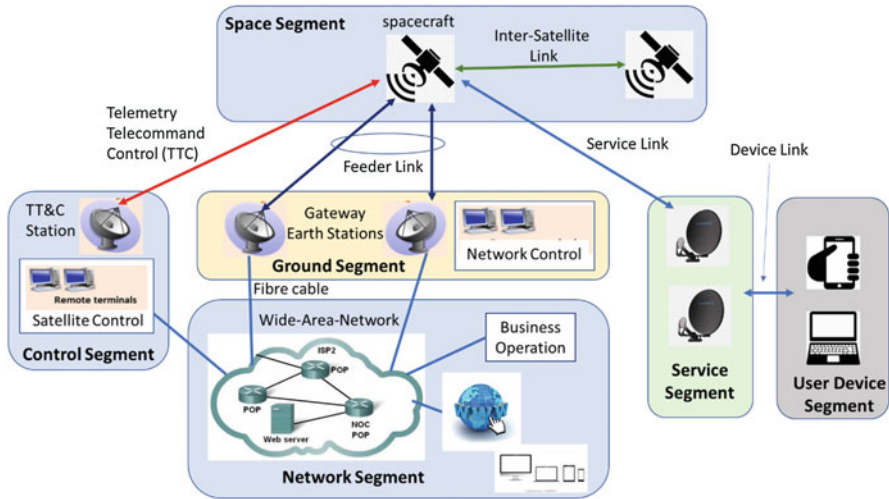 Space Segment
spacecraft
Inter-Satellite
Link
Telemetry
Telecommand
Control (TTC)
Feeder Link
Service Link
Device Link
TT&C
Station
Remote terminals
Satellite Control
Control Segment
Gateway
Earth Stations
Network Control
Ground Segment
Fibre cable
Wide-Area-Network
ISP2
POP
POP
Web server
NOC
POP
Business
Operation
WWW
Network Segment
Service
Segment
User Device
Segment